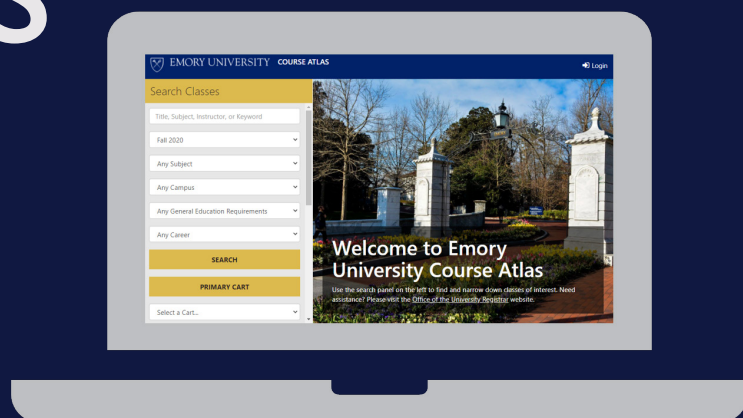 EMORY UNIVERSITY COURSE ATLAS
Login
Search Classes
Title, Subject, Instructor, or Keyword
Fall 2020
Any Subject
Any Campus
Any General Education Requirements
Any Career
SEARCH
PRIMARY CART
Select a Cart...
Welcome to Emory
University Course Atlas
Use the search panel on the left to find and narrow down classes of interest. Need
assistance? Please visit the Office of the University Registrar website.